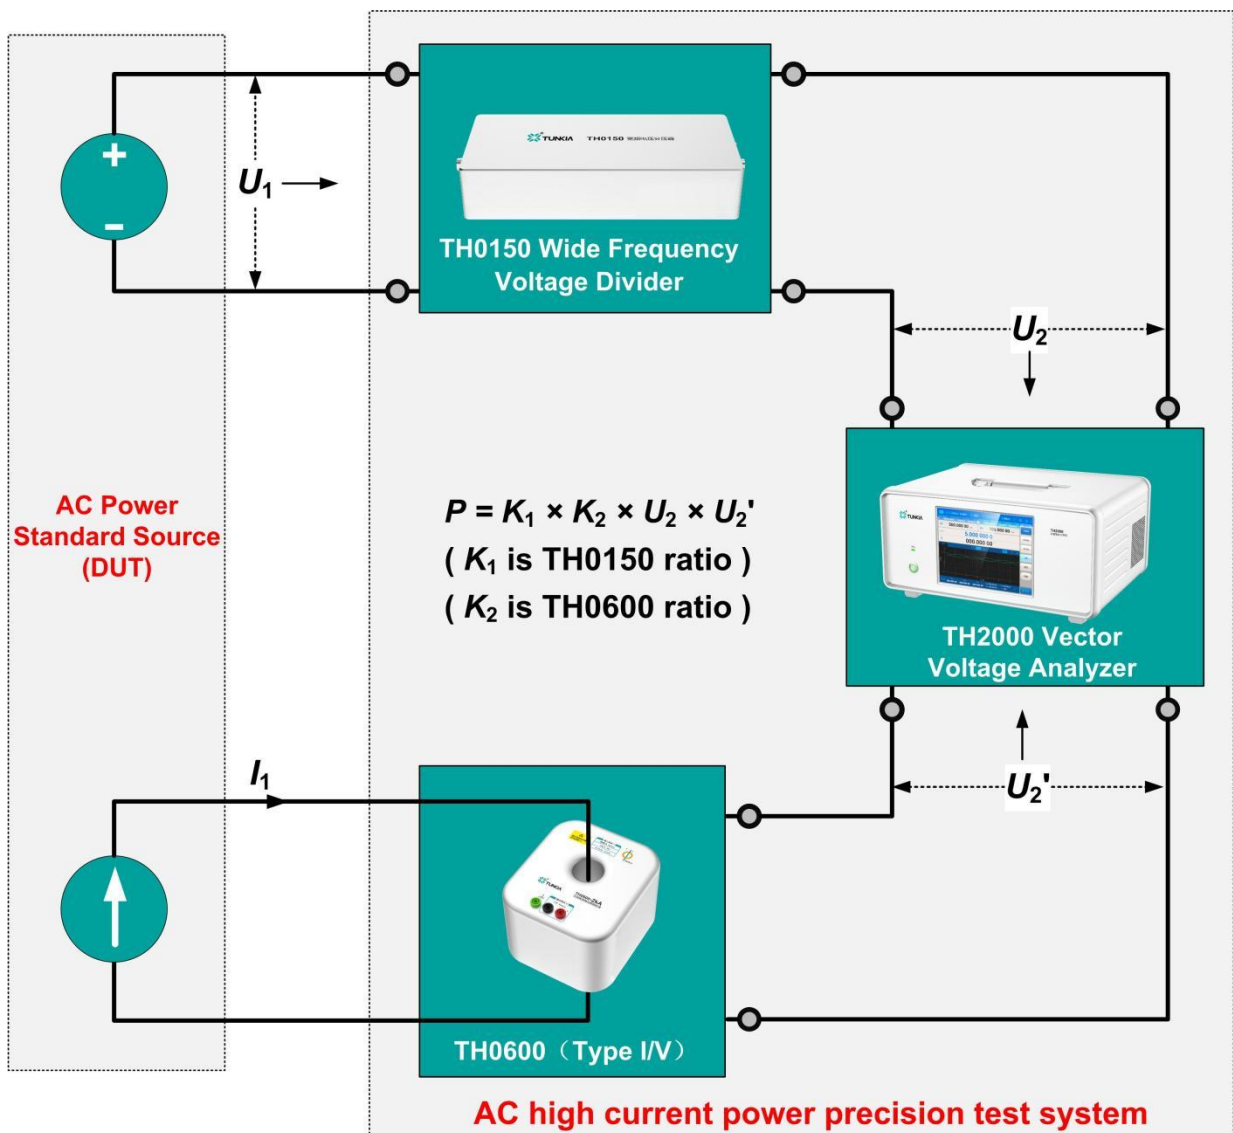 TUNKIA TH0150
U1
TH0150 Wide Frequency
Voltage Divider
U2
AC Power
Standard Source
(DUT)
P = K1 × K2 × U2 × U2'
( K1 is TH0150 ratio )
( K2 is TH0600 ratio )
TUNKIA
TH2000 Vector
Voltage Analyzer
I1
U2'
TUNKIA
TH0600（Type I/V）
AC high current power precision test system